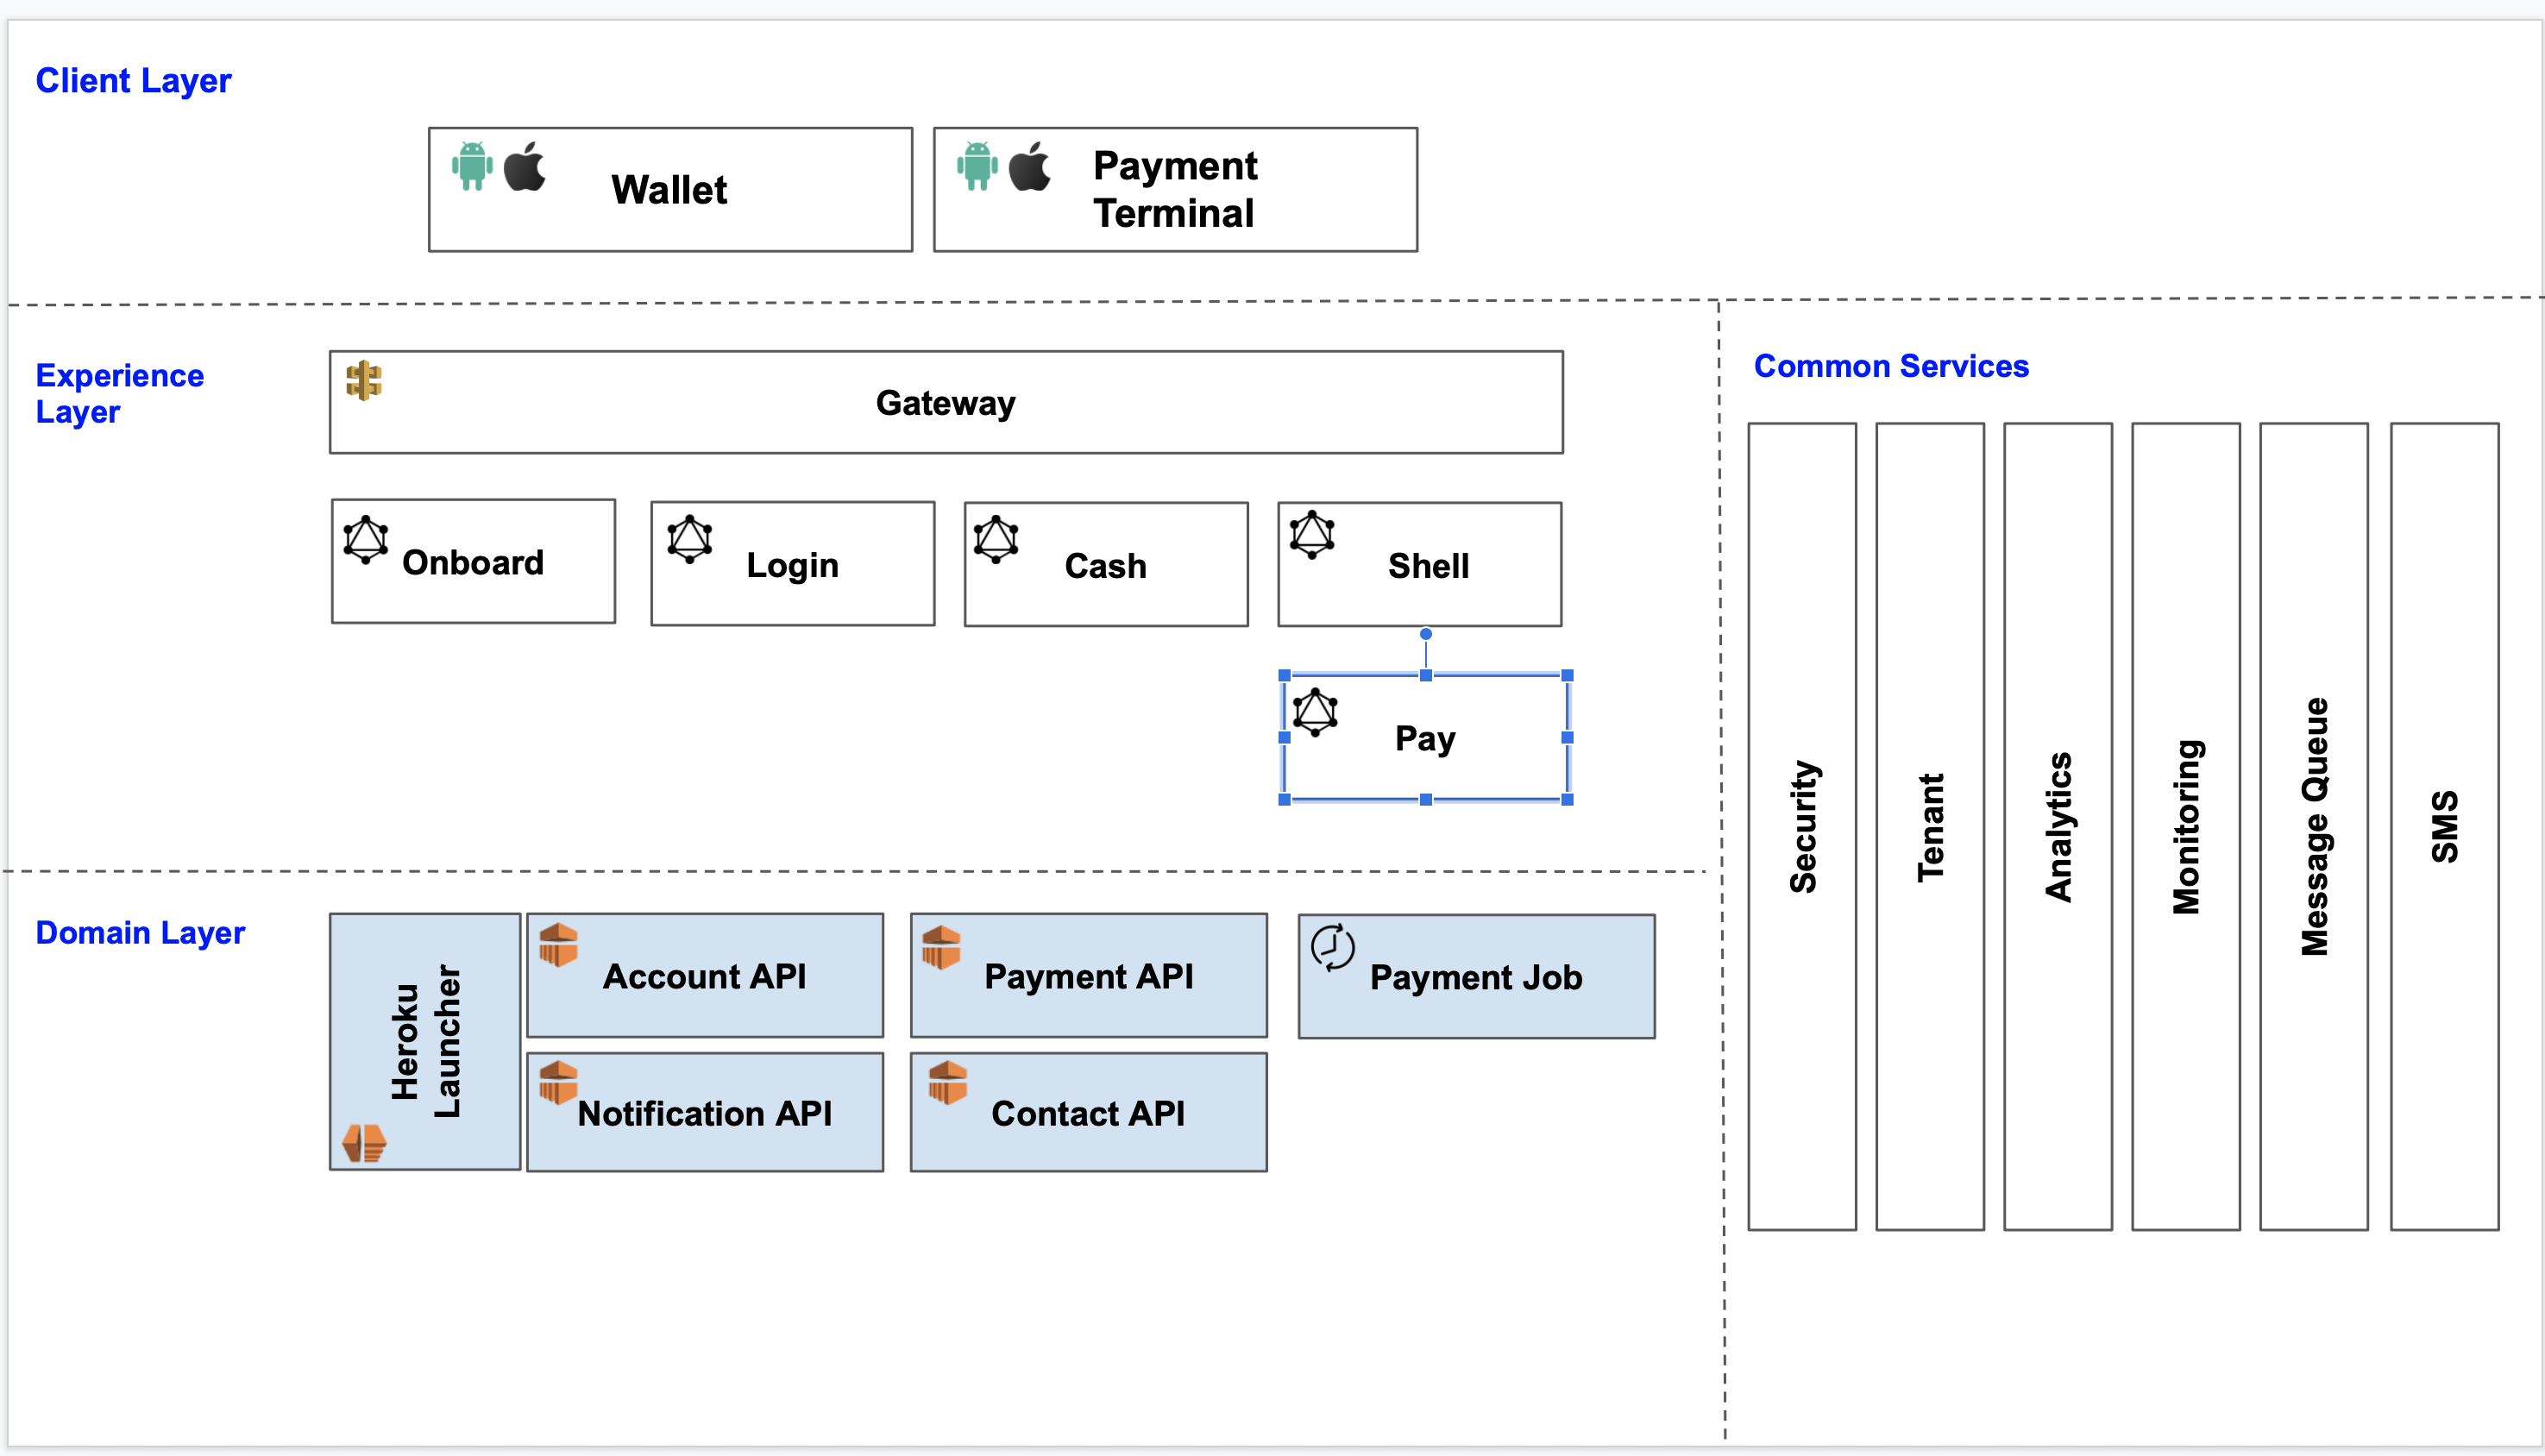 Client Layer
Wallet
Payment
Terminal
Experience
Layer
Gateway
Onboard
Login
Cash
Shell
Pay
Common Services
Security
Tenant
Analytics
Monitoring
Message Queue
SMS
Domain Layer
Heroku
Launcher
Account API
Payment API
Payment Job
Notification API
Contact API